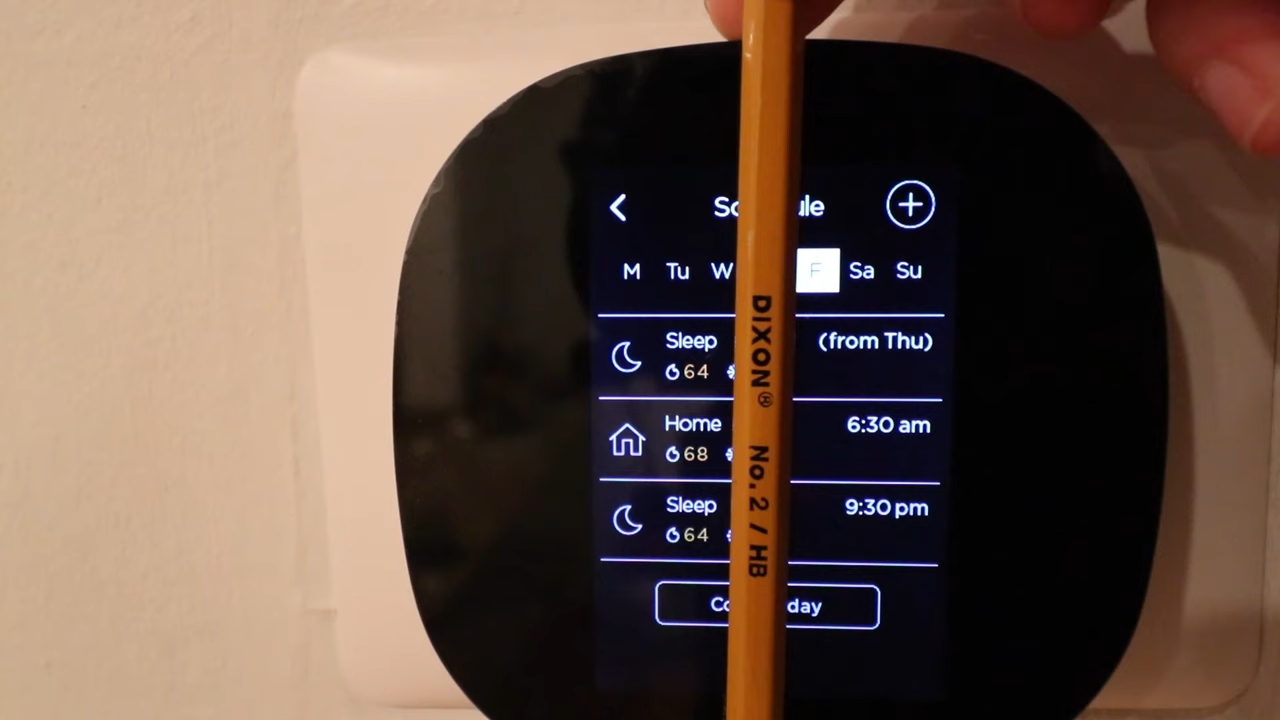 Sc ule
M Tu W F Sa Su
Sleep (from Thu)
64
Home 6:30 am
68
Sleep 9:30 pm
64
Co day
DIXON® No. 2 / HB